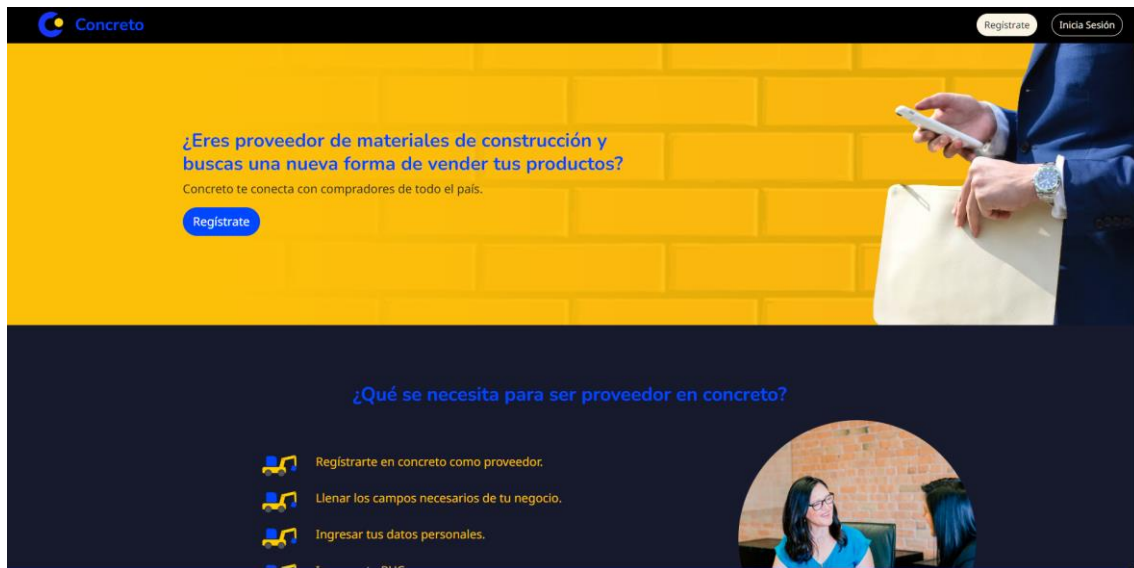 Concreto
Regístrate
Inicia Sesión
¿Eres proveedor de materiales de construcción y
buscas una nueva forma de vender tus productos?
Concreto te conecta con compradores de todo el país.
Regístrate
¿Qué se necesita para ser proveedor en concreto?
Regístrarte en concreto como proveedor.
Llenar los campos necesarios de tu negocio.
Ingresar tus datos personales.